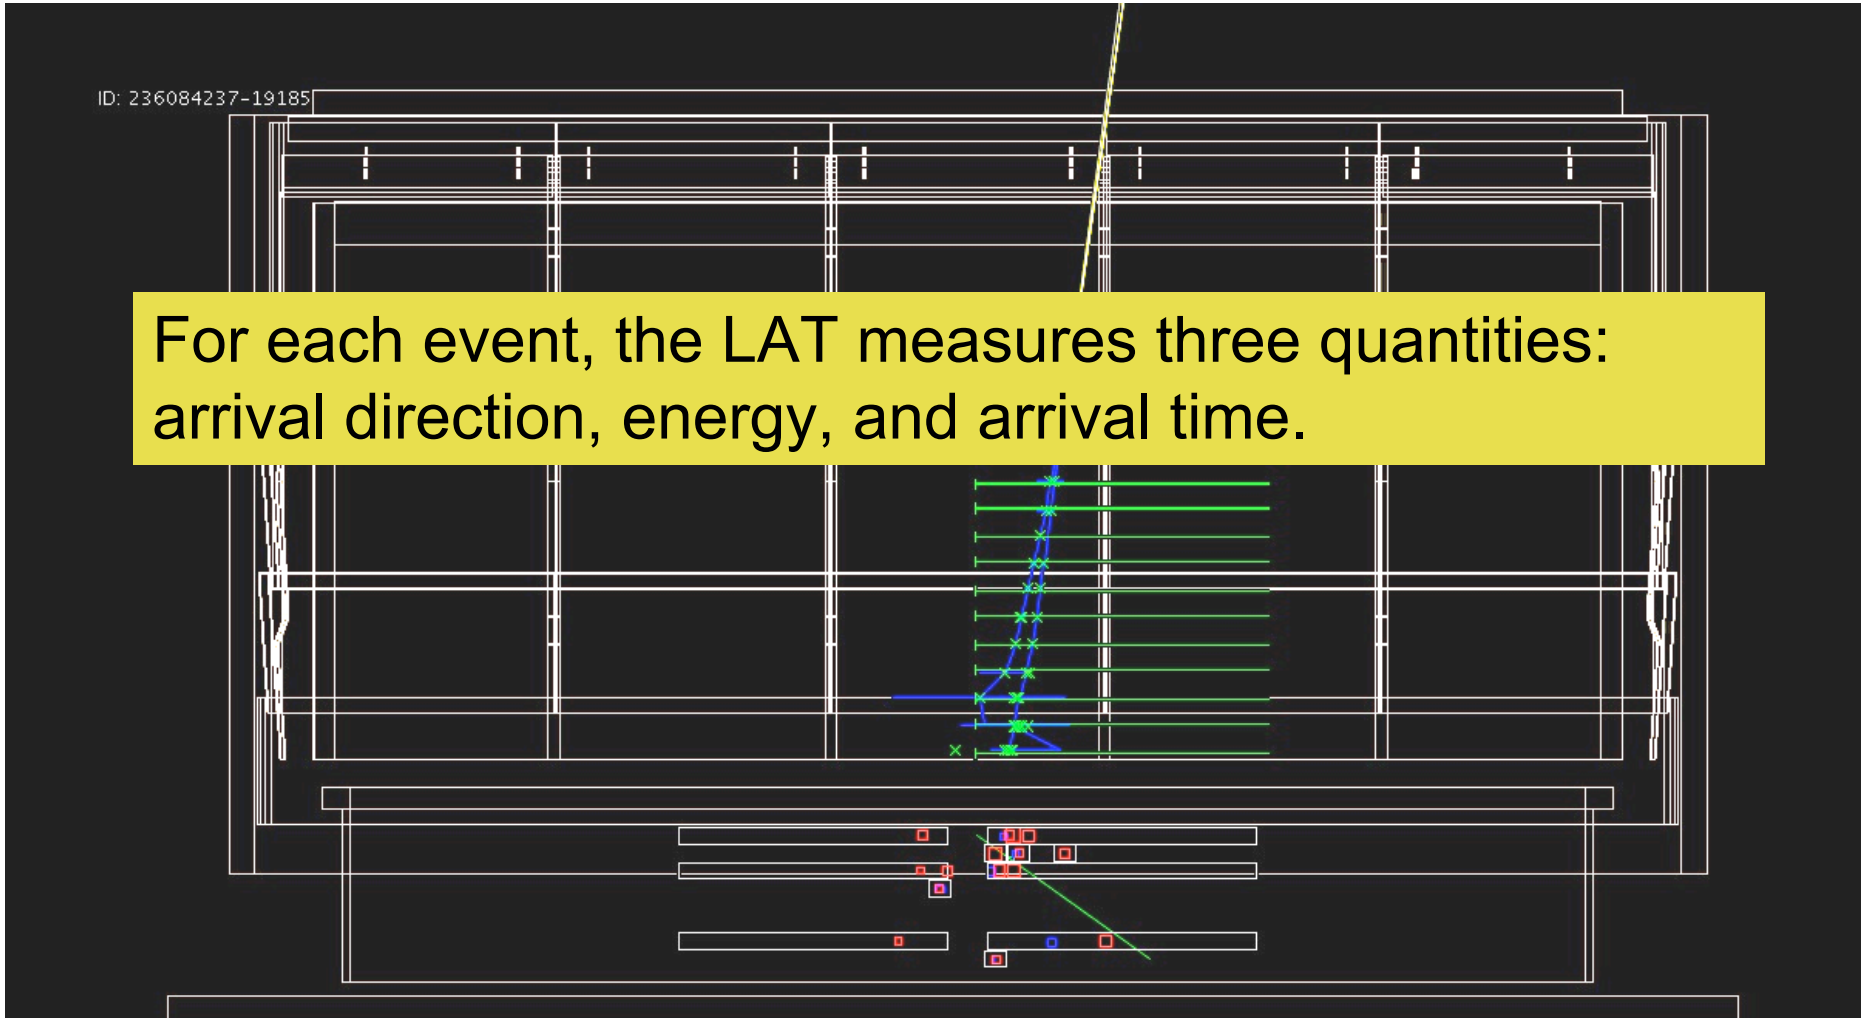 ID: 236084237-19185
For each event, the LAT measures three quantities:
arrival direction, energy, and arrival time.